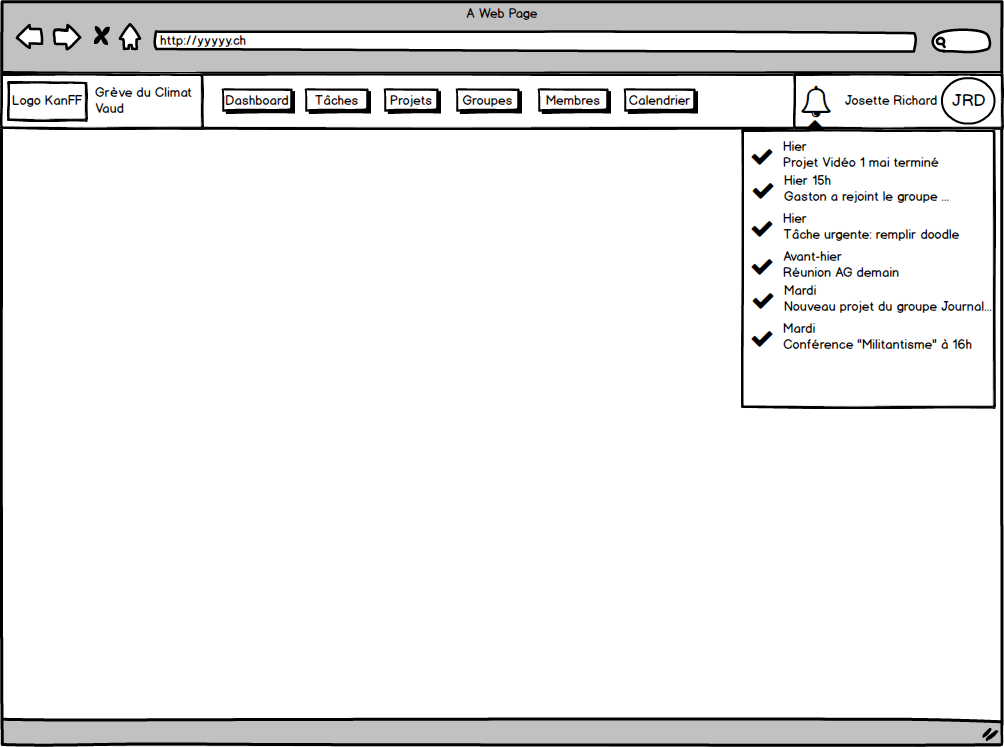 A Web Page
http://yyyyy.ch
Logo KanFF
Grève du Climat
Vaud
Dashboard
Tâches
Projets
Groupes
Membres
Calendrier
Josette Richard
JRD
Hier
Projet Vidéo 1 mai terminé
Hier 15h
Gaston a rejoint le groupe ...
Hier
Tâche urgente: remplir doodle
Avant-hier
Réunion AG demain
Mardi
Nouveau projet du groupe Journal...
Mardi
Conférence "Militantisme" à 16h